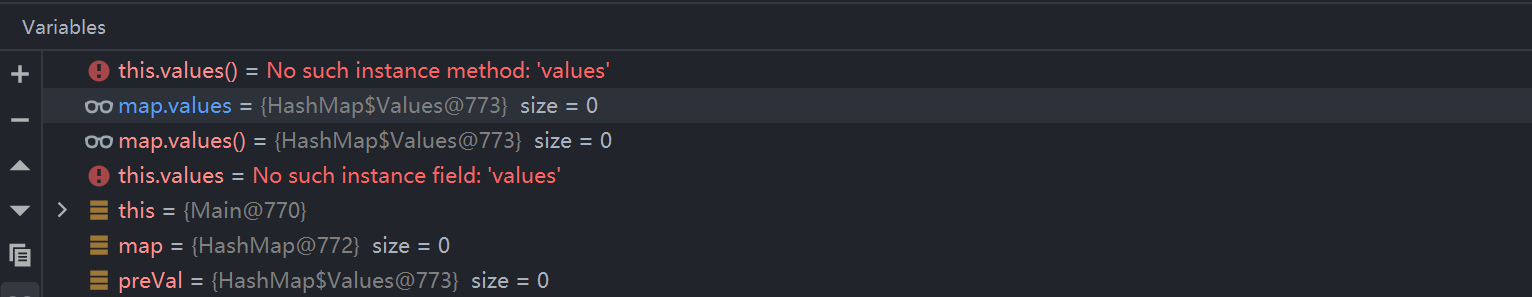 Variables
this.values() = No such instance method: 'values'
map.values = {HashMap$Values@773} size = 0
map.values() = {HashMap$Values@773} size = 0
this.values = No such instance field: 'values'
this = {Main@770}
map = {HashMap@772} size = 0
preVal = {HashMap$Values@773} size = 0